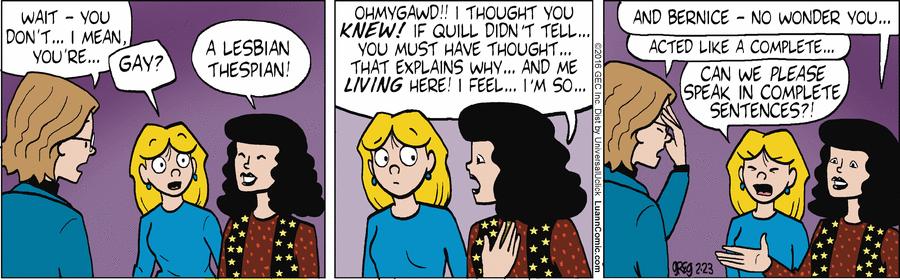 WAIT - YOU
DON'T... I MEAN,
YOU'RE...
GAY?
A LESBIAN
THESPIAN!
OHMYGAWD!! I THOUGHT YOU
KNEW! IF QUILL DIDN'T TELL...
YOU MUST HAVE THOUGHT...
THAT EXPLAINS WHY... AND ME
LIVING HERE! I FEEL... I'M SO...
©2016 GEC Inc. Dist by UniversalUclick LuannComic.com
AND BERNICE - NO WONDER YOU...
ACTED LIKE A COMPLETE...
CAN WE PLEASE
SPEAK IN COMPLETE
SENTENCES?!
GREG 2-23